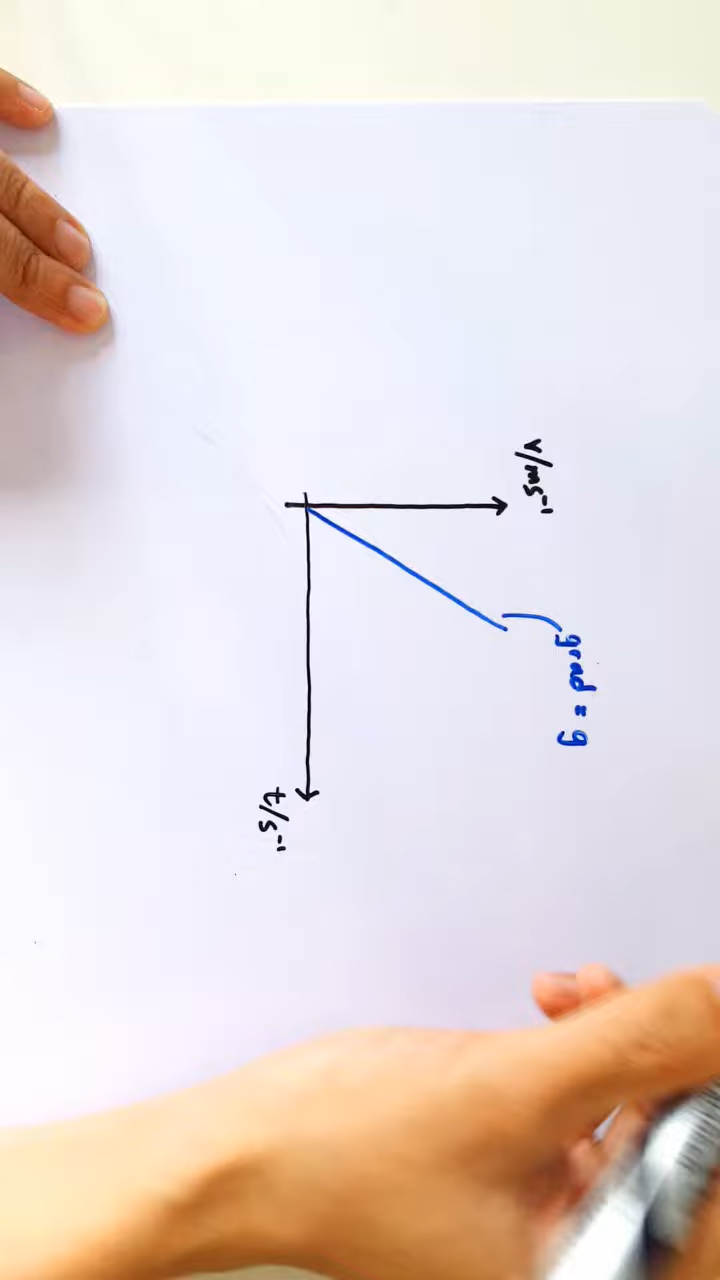 v/ms⁻¹
grad = g
t/s⁻¹